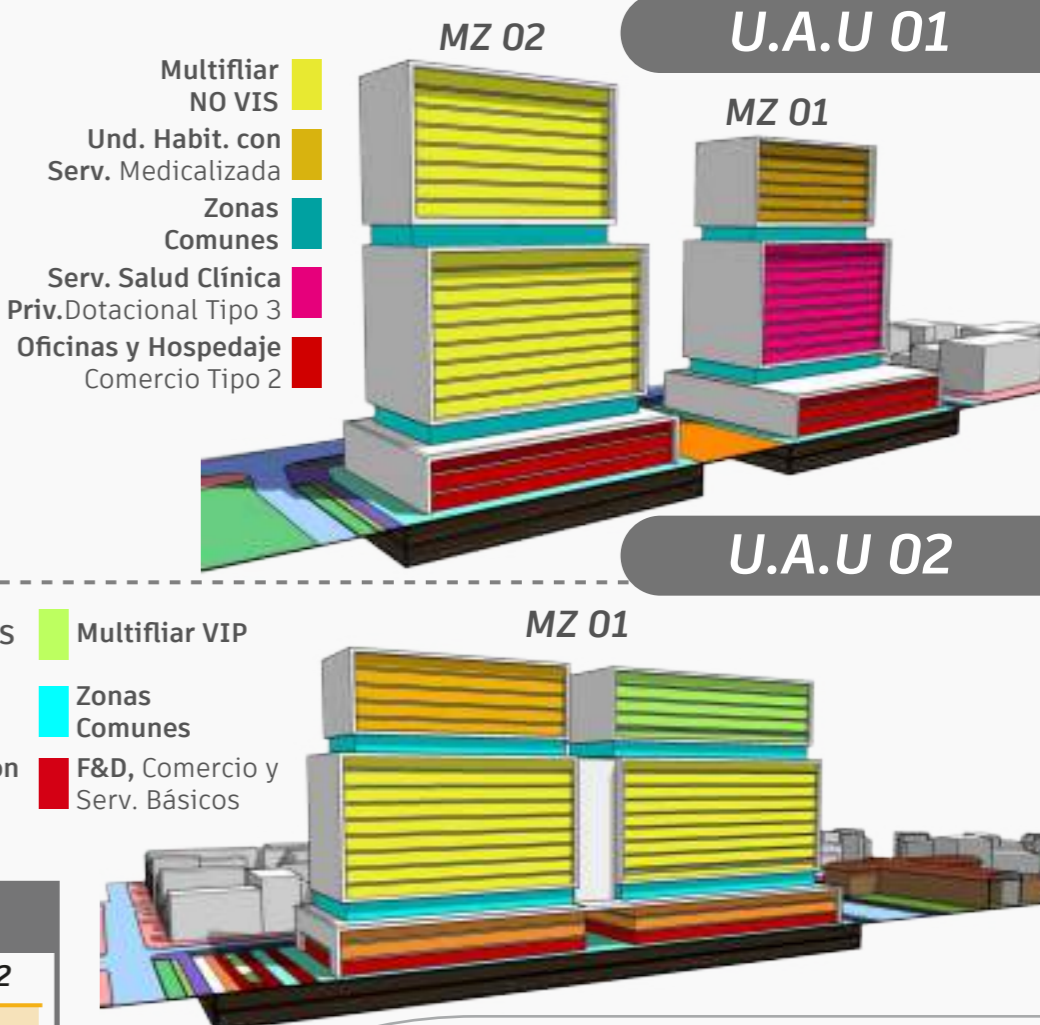 U.A.U 01
MZ 02
MZ 01
Multifliar
NO VIS
Und. Habit. con
Serv. Medicalizada
Zonas
Comunes
Serv. Salud Clínica
Priv.Dotacional Tipo 3
Oficinas y Hospedaje
Comercio Tipo 2
U.A.U 02
MZ 01
S
Multifliar VIP
Zonas
Comunes
on
F&D, Comercio y
Serv. Básicos
2